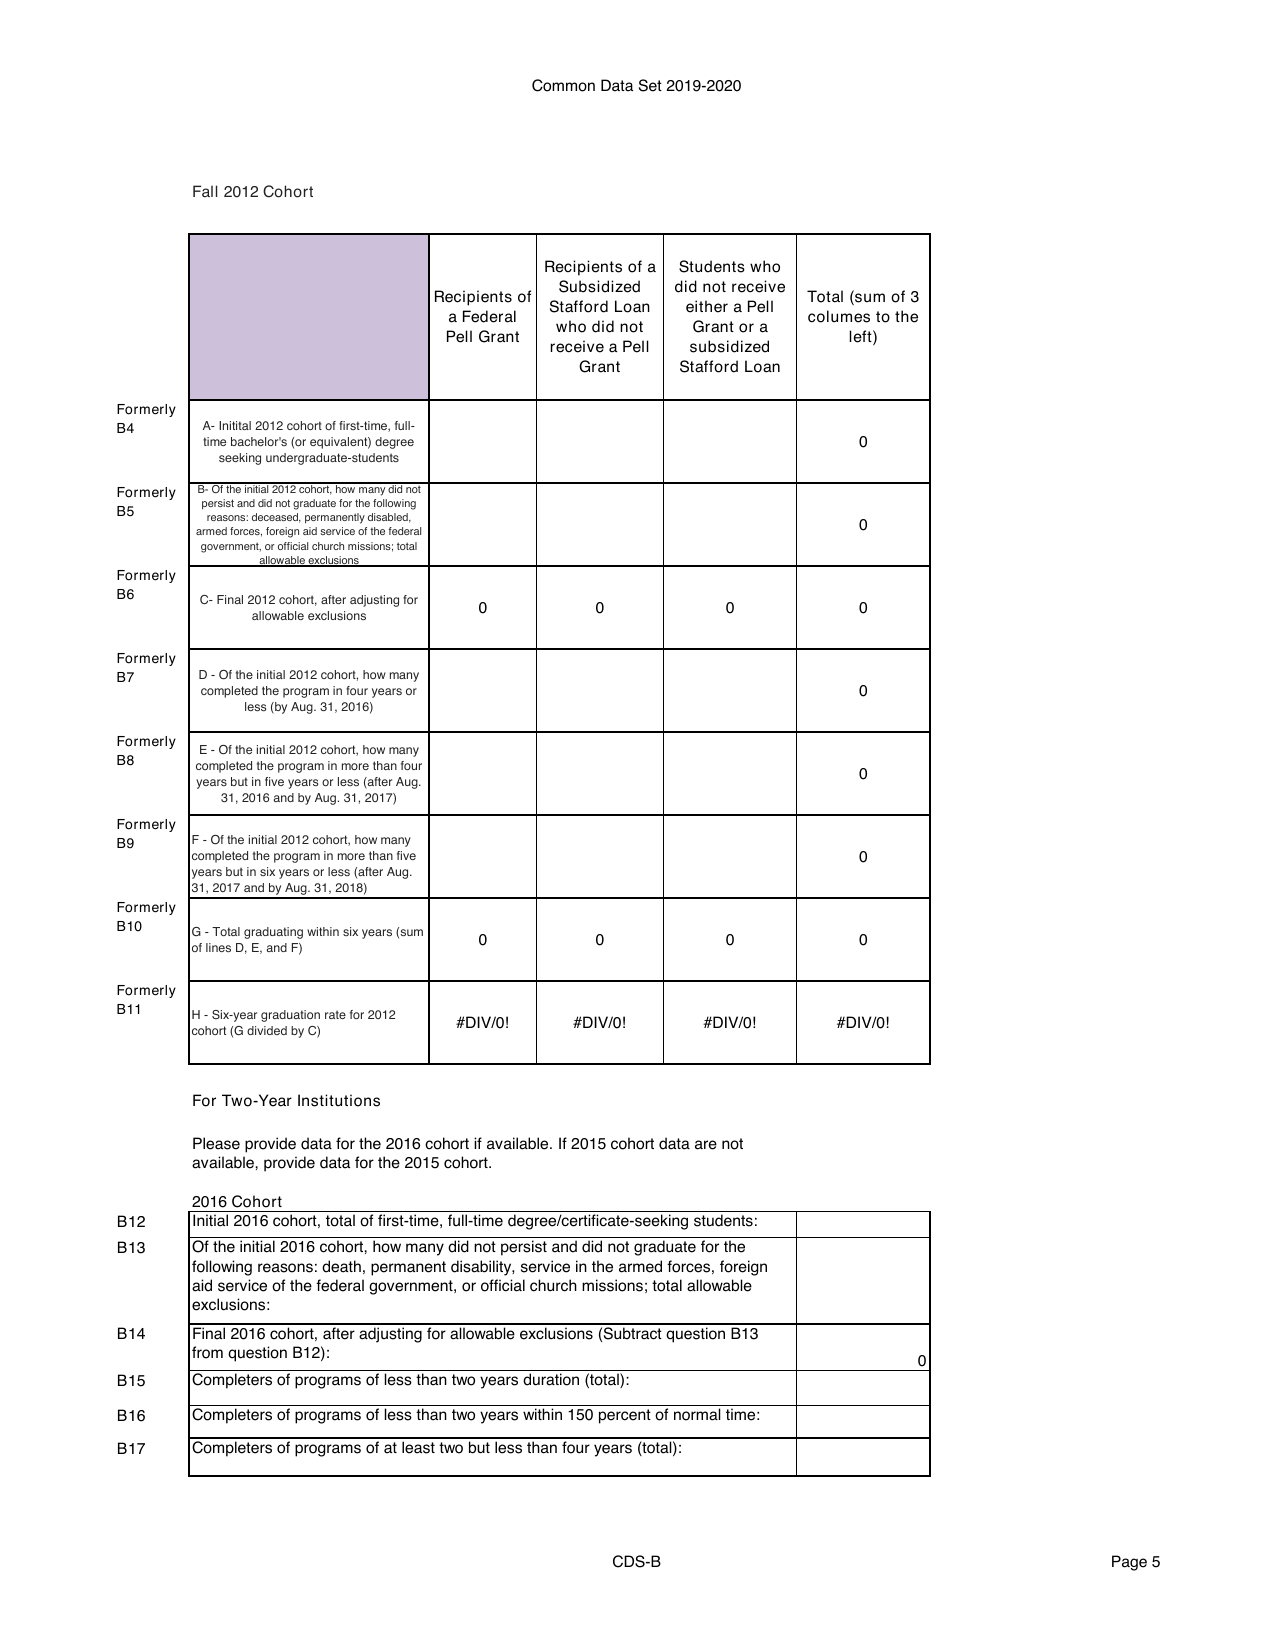 Common Data Set 2019-2020
Fall 2012 Cohort
Recipients of
a Federal
Pell Grant
Recipients of a
Subsidized
Stafford Loan
who did not
receive a Pell
Grant
Students who
did not receive
either a Pell
Grant or a
subsidized
Stafford Loan
Total (sum of 3
columes to the
left)
Formerly
B4
A- Initital 2012 cohort of first-time, full-
time bachelor's (or equivalent) degree
seeking undergraduate-students
0
Formerly
B5
B- Of the initial 2012 cohort, how many did not
persist and did not graduate for the following
reasons: deceased, permanently disabled,
armed forces, foreign aid service of the federal
government, or official church missions; total
allowable exclusions
0
Formerly
B6
C- Final 2012 cohort, after adjusting for
allowable exclusions
0 0 0 0
Formerly
B7
D - Of the initial 2012 cohort, how many
completed the program in four years or
less (by Aug. 31, 2016)
0
Formerly
B8
E - Of the initial 2012 cohort, how many
completed the program in more than four
years but in five years or less (after Aug.
31, 2016 and by Aug. 31, 2017)
0
Formerly
B9
F - Of the initial 2012 cohort, how many
completed the program in more than five
years but in six years or less (after Aug.
31, 2017 and by Aug. 31, 2018)
0
Formerly
B10
G - Total graduating within six years (sum
of lines D, E, and F)
0 0 0 0
Formerly
B11
H - Six-year graduation rate for 2012
cohort (G divided by C)
#DIV/0! #DIV/0! #DIV/0! #DIV/0!
For Two-Year Institutions
Please provide data for the 2016 cohort if available. If 2015 cohort data are not
available, provide data for the 2015 cohort.
2016 Cohort
B12 Initial 2016 cohort, total of first-time, full-time degree/certificate-seeking students:
B13 Of the initial 2016 cohort, how many did not persist and did not graduate for the
following reasons: death, permanent disability, service in the armed forces, foreign
aid service of the federal government, or official church missions; total allowable
exclusions:
B14 Final 2016 cohort, after adjusting for allowable exclusions (Subtract question B13
from question B12):
0
B15 Completers of programs of less than two years duration (total):
B16 Completers of programs of less than two years within 150 percent of normal time:
B17 Completers of programs of at least two but less than four years (total):
CDS-B Page 5